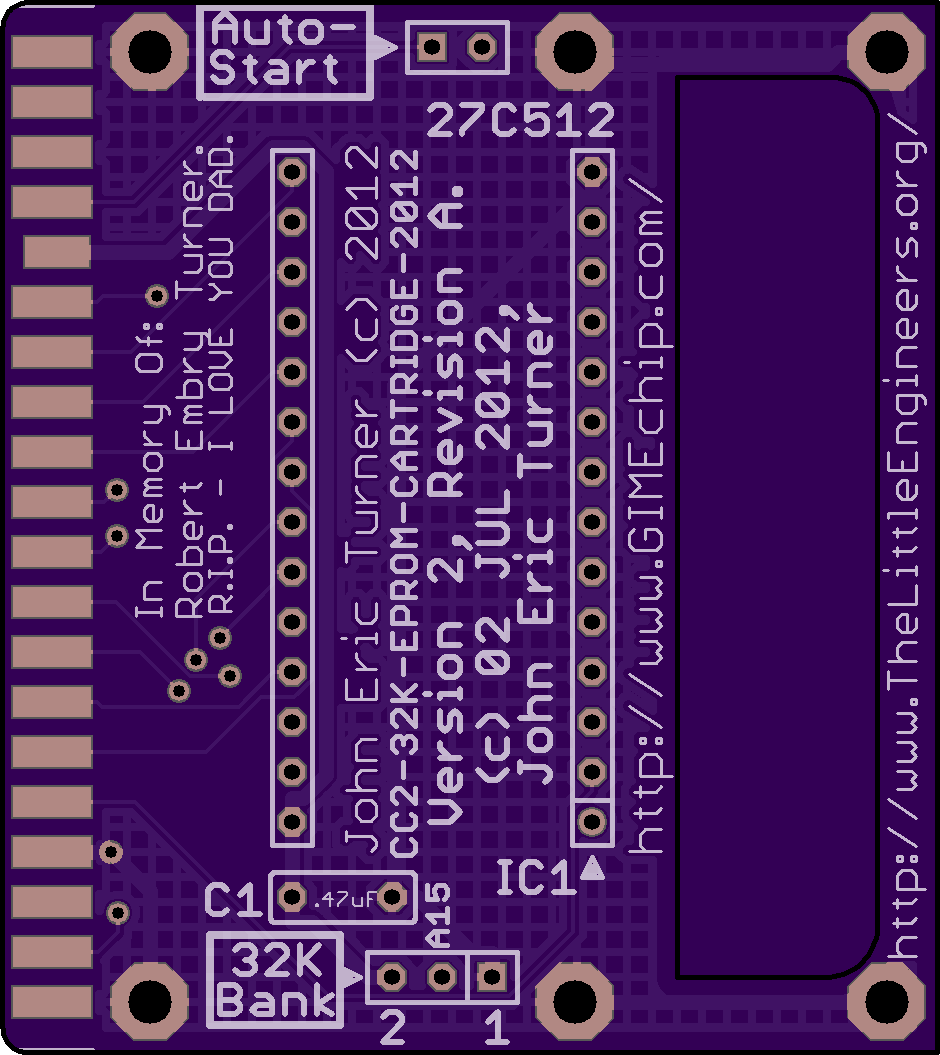 Auto-
Start
27C512
In Memory Of:
Robert Embry Turner.
R.I.P. - I LOVE YOU DAD.
John Eric Turner (c) 2012
CC2-32K-EPROM-CARTRIDGE-2012
Version 2, Revision A.
(c) 02 JUL 2012,
John Eric Turner
http://www.GIMEchip.com/
http://www.TheLittleEngineers.org/
IC1
C1
.47uF
A15
32K
Bank
2 1